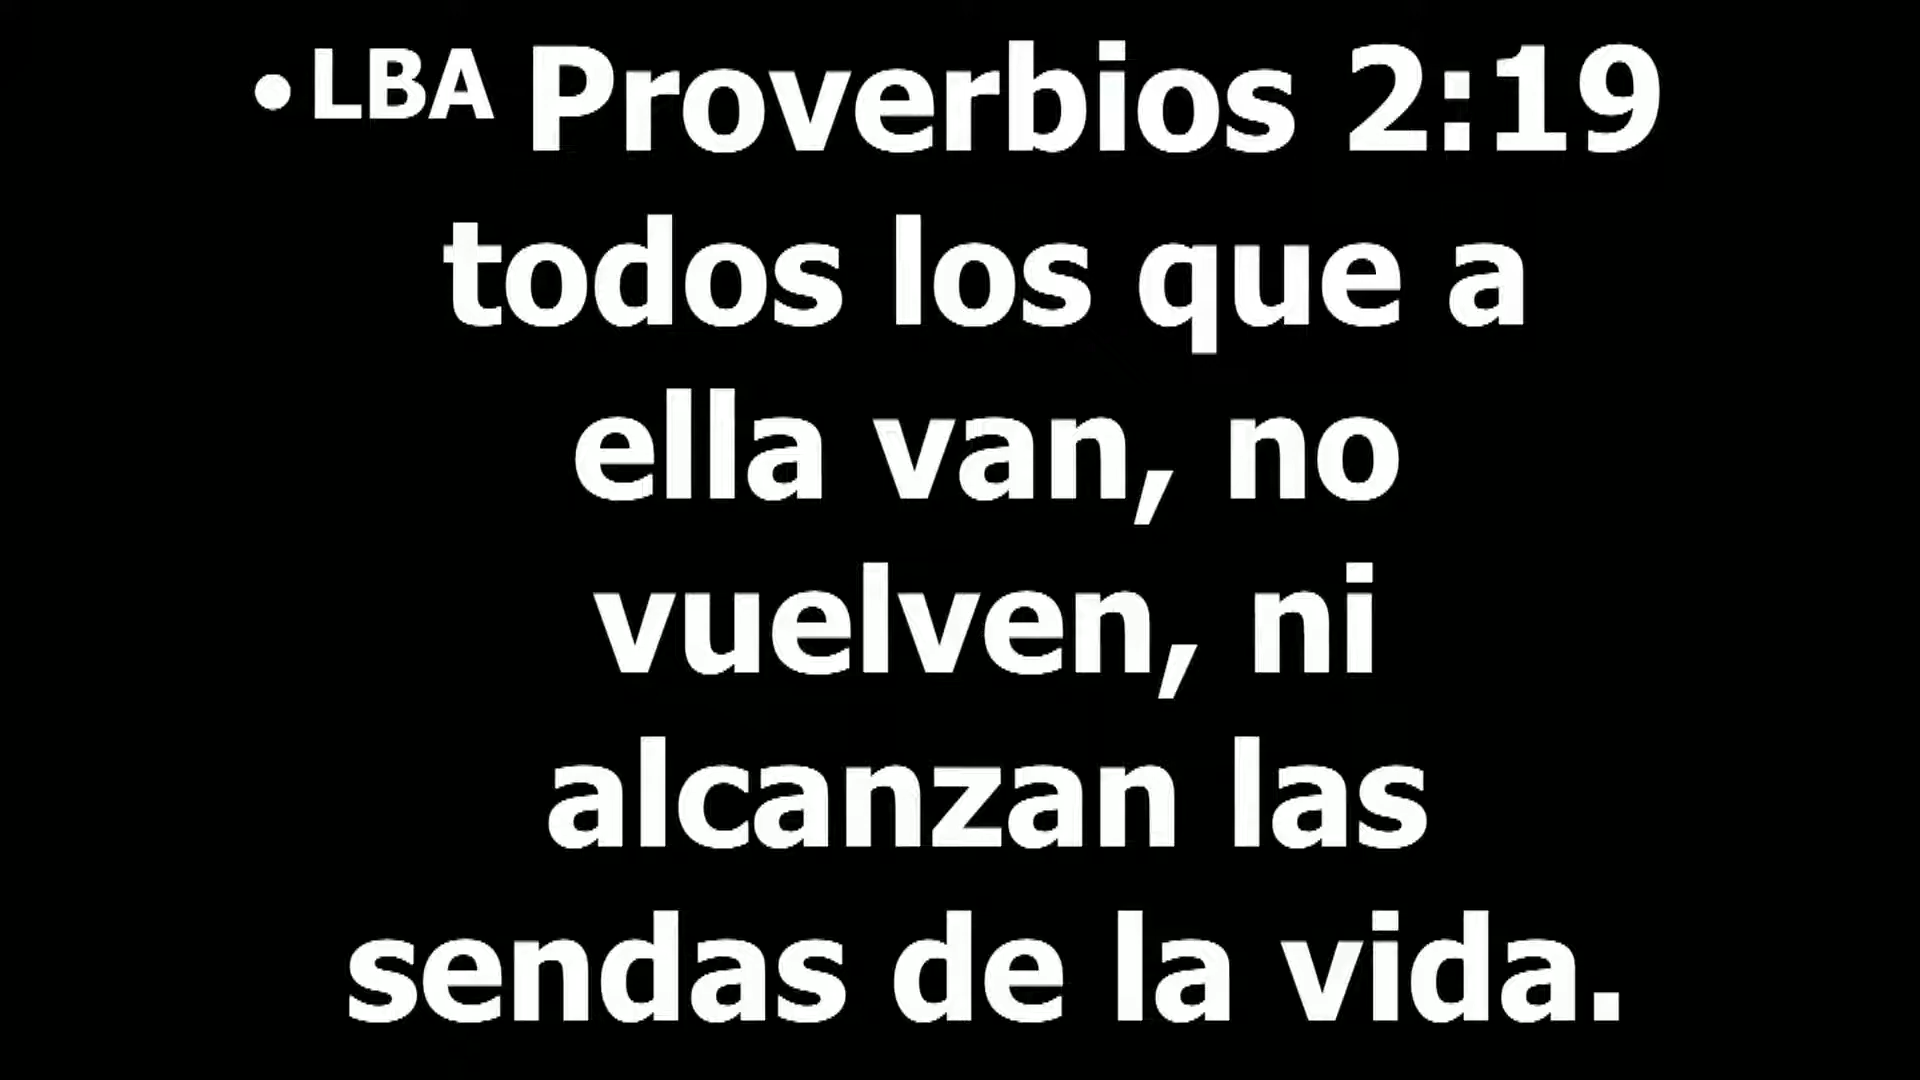 •LBA Proverbios 2:19
todos los que a
ella van, no
vuelven, ni
alcanzan las
sendas de la vida.